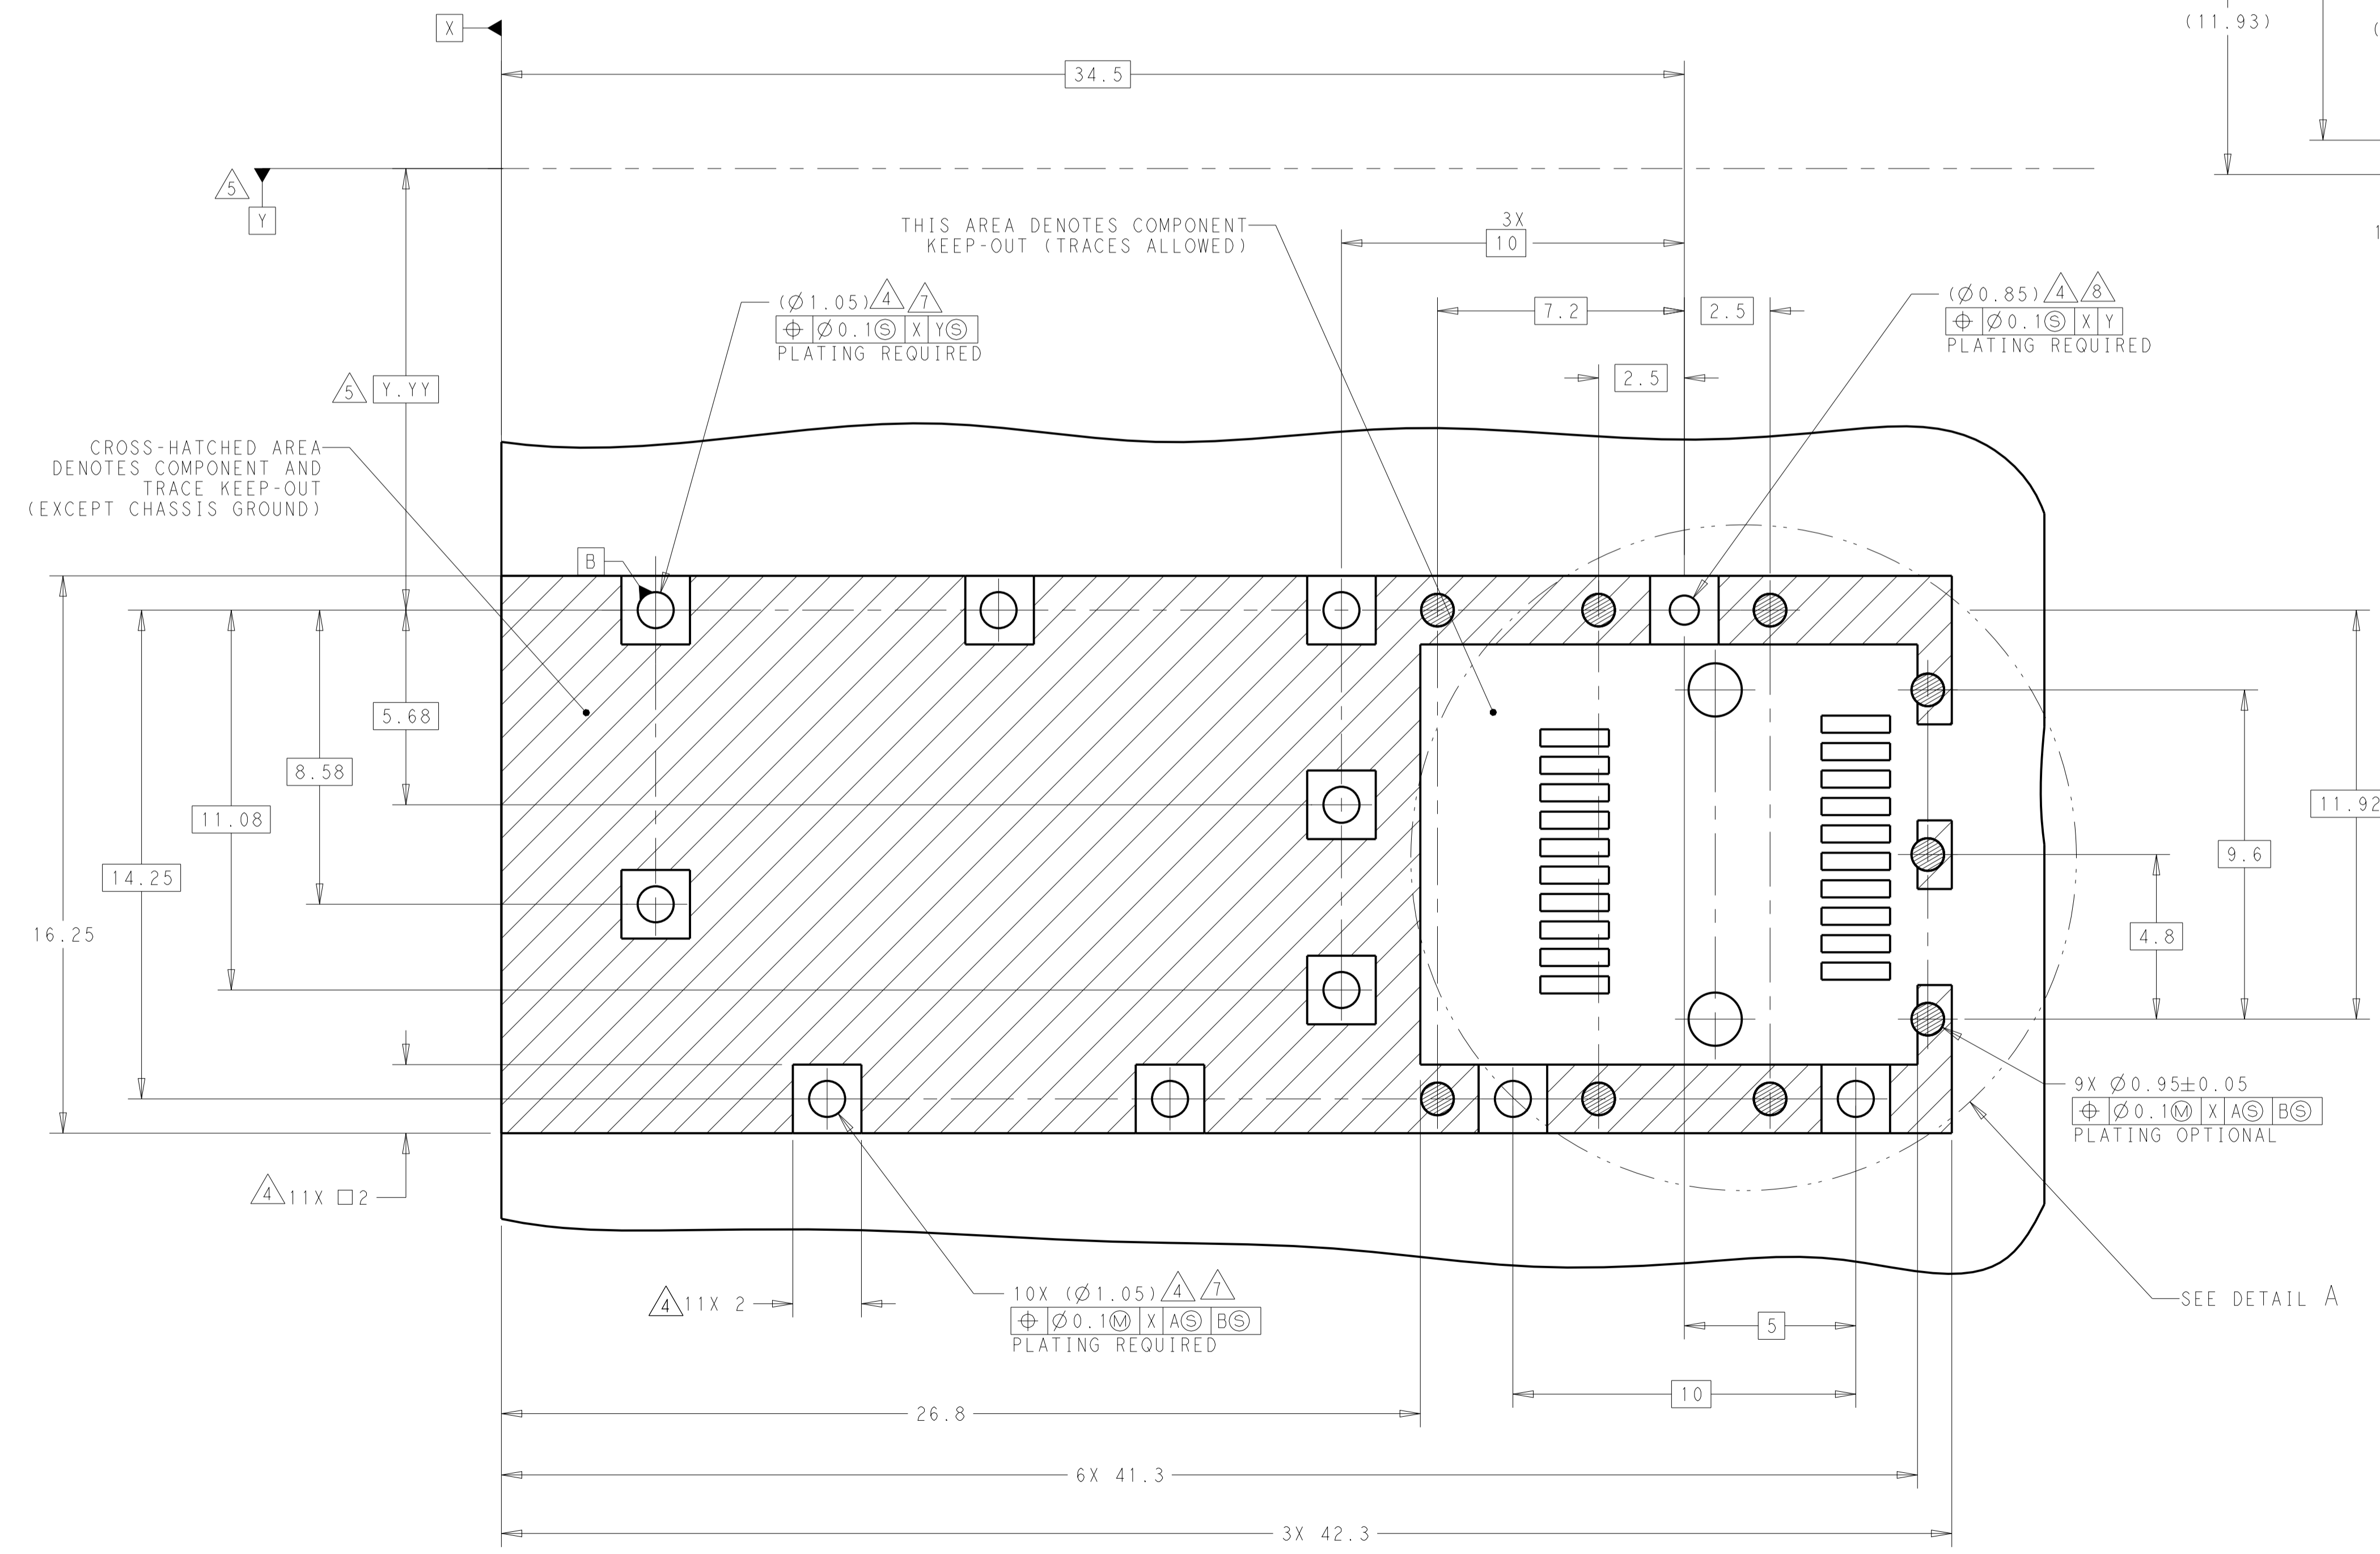 (11.93)
(
X
34.5
5
Y
1
THIS AREA DENOTES COMPONENT
KEEP-OUT (TRACES ALLOWED)
3X
10
(Ø1.05) 4 7
⌖ Ø0.1Ⓢ X YⓈ
PLATING REQUIRED
7.2
2.5
(Ø0.85) 4 8
⌖ Ø0.1Ⓢ X Y
PLATING REQUIRED
2.5
5 Y.YY
CROSS-HATCHED AREA
DENOTES COMPONENT AND
TRACE KEEP-OUT
(EXCEPT CHASSIS GROUND)
B
5.68
8.58
11.08
14.25
16.25
11.92
9.6
4.8
9X Ø0.95±0.05
⌖ Ø0.1Ⓜ X AⓈ BⓈ
PLATING OPTIONAL
4 11X □2
4 11X 2
10X (Ø1.05) 4 7
⌖ Ø0.1Ⓜ X AⓈ BⓈ
PLATING REQUIRED
SEE DETAIL A
5
10
26.8
6X 41.3
3X 42.3